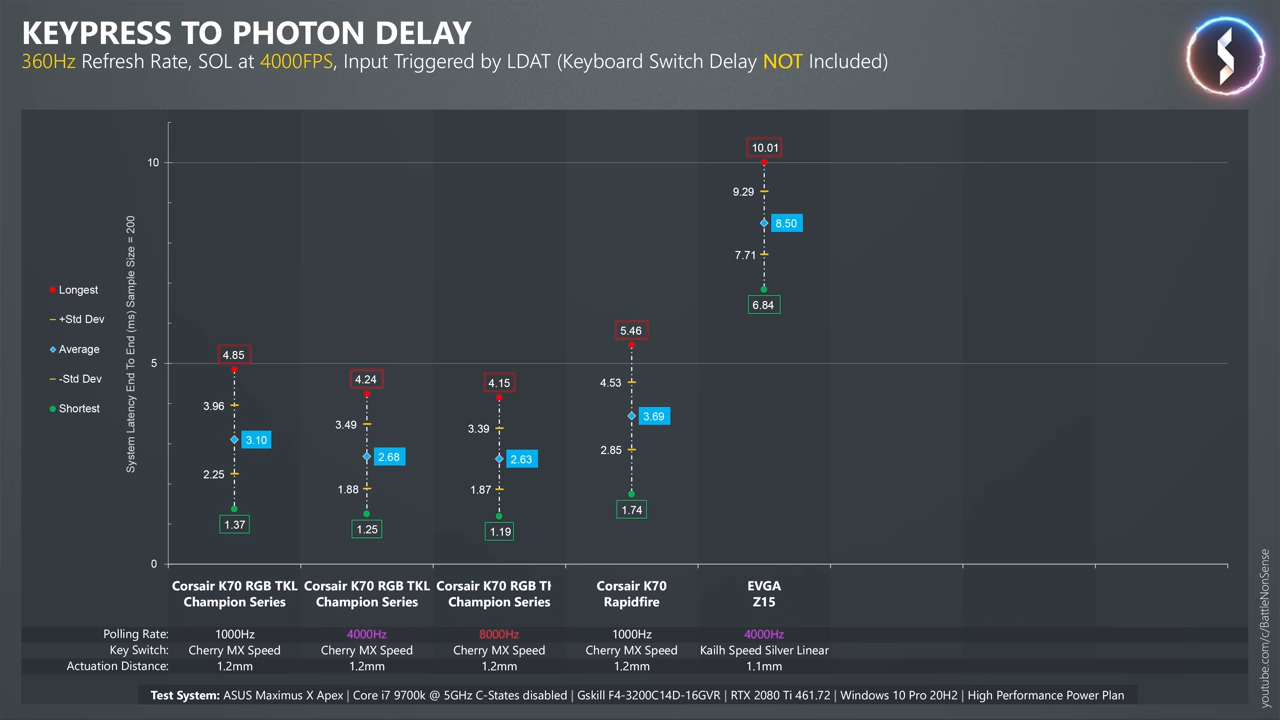 KEYPRESS TO PHOTON DELAY
360Hz Refresh Rate, SOL at 4000FPS, Input Triggered by LDAT (Keyboard Switch Delay NOT Included)
System Latency End To End (ms) Sample Size = 200
10
5
0
Longest
+Std Dev
Average
-Std Dev
Shortest
4.85
3.96
3.10
2.25
1.37
4.24
3.49
2.68
1.88
1.25
4.15
3.39
2.63
1.87
1.19
5.46
4.53
3.69
2.85
1.74
10.01
9.29
8.50
7.71
6.84
Corsair K70 RGB TKL
Champion Series
Corsair K70 RGB TKL
Champion Series
Corsair K70 RGB
Champion Series
Corsair K70
Rapidfire
EVGA
Z15
Polling Rate: 1000Hz 4000Hz 8000Hz 1000Hz 4000Hz
Key Switch: Cherry MX Speed Cherry MX Speed Cherry MX Speed Cherry MX Speed Kailh Speed Silver Linear
Actuation Distance: 1.2mm 1.2mm 1.2mm 1.2mm 1.1mm
Test System: ASUS Maximus X Apex | Core i7 9700k @ 5GHz C-States disabled | Gskill F4-3200C14D-16GVR | RTX 2080 Ti 461.72 | Windows 10 Pro 20H2 | High Performance Power Plan
youtube.com/c/BattleNonSense